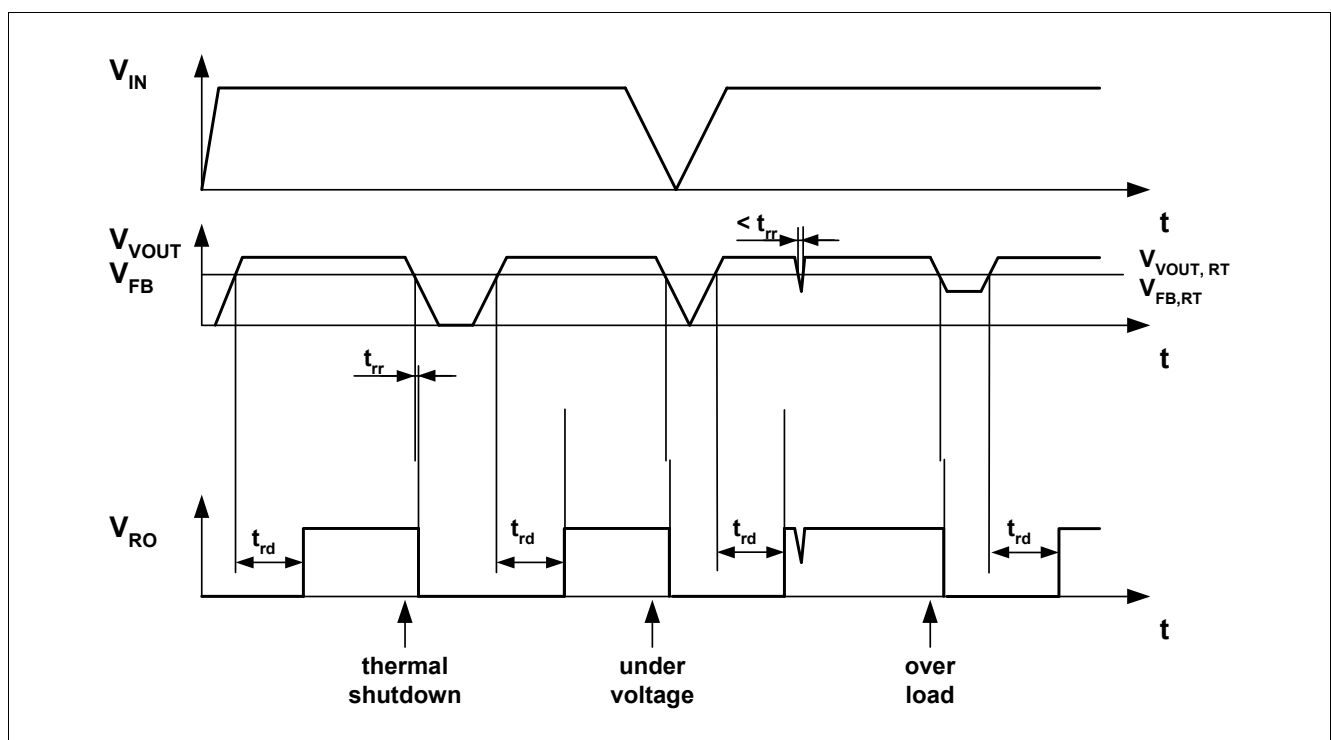 V_IN
t
< t_rr
V_VOUT
V_FB
V_VOUT, RT
V_FB,RT
t
t_rr
V_RO
t_rd
t_rd
t_rd
t_rd
t
thermal
shutdown
under
voltage
over
load